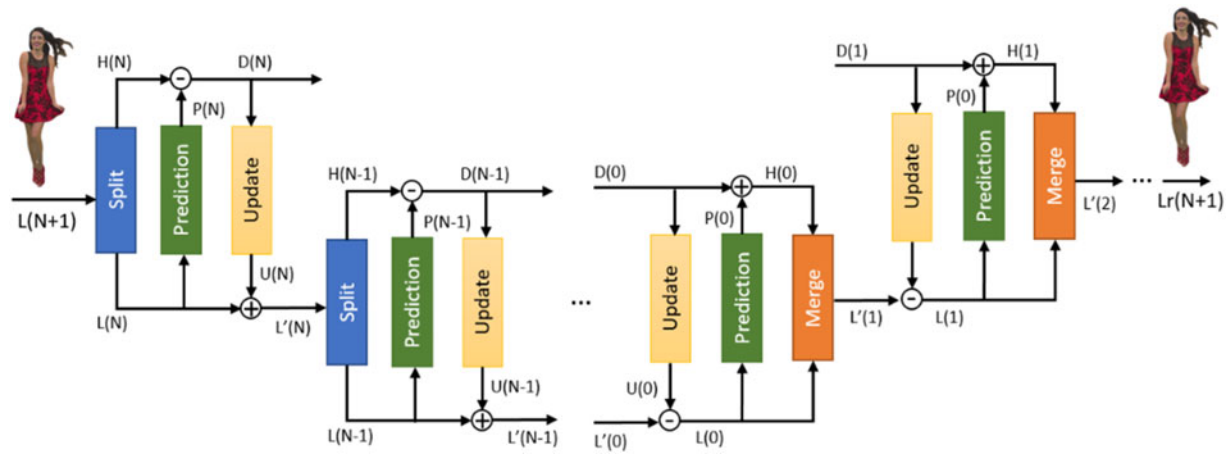 L(N+1)
Split
H(N)
D(N)
P(N)
Prediction
Update
U(N)
L(N)
L'(N)
Split
H(N-1)
D(N-1)
P(N-1)
Prediction
Update
U(N-1)
L(N-1)
L'(N-1)
...
D(0)
H(0)
P(0)
Update
Prediction
Merge
U(0)
L'(0)
L(0)
L'(1)
D(1)
H(1)
P(0)
Update
Prediction
Merge
L(1)
L'(2)
...
Lr(N+1)